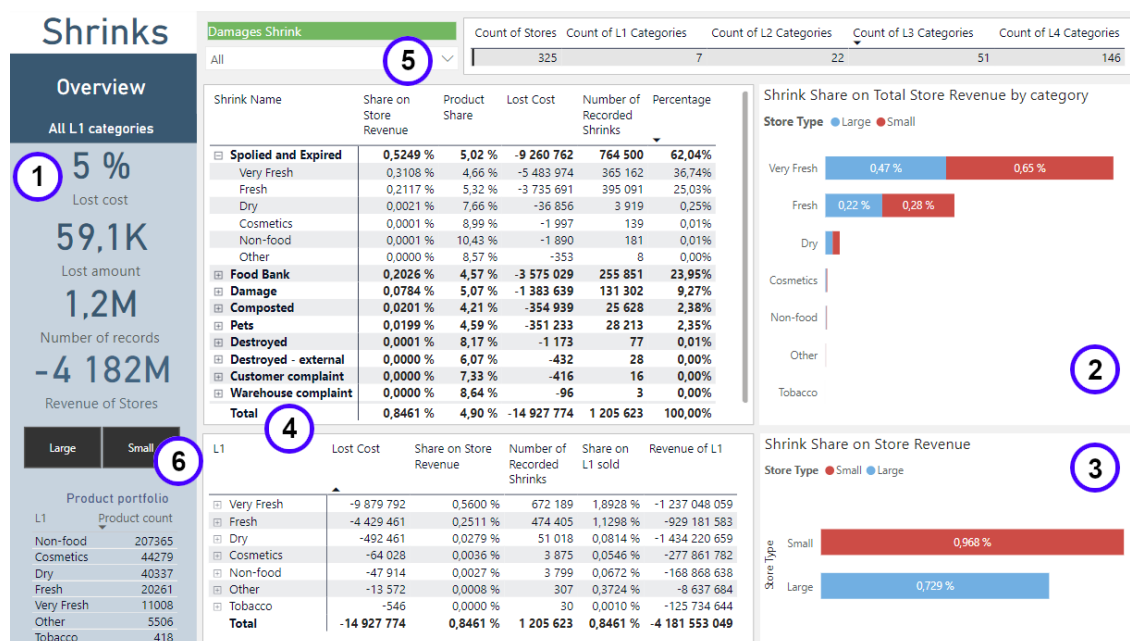 Shrinks
Overview
All L1 categories
1
5 %
Lost cost
59,1K
Lost amount
1,2M
Number of records
-4 182M
Revenue of Stores
Large Small
6
Product portfolio
L1 Product count
Non-food 207365
Cosmetics 44279
Dry 40337
Fresh 20261
Very Fresh 11008
Other 5506
Tobacco 418
Damages Shrink
All
5
Count of Stores Count of L1 Categories Count of L2 Categories Count of L3 Categories Count of L4 Categories
325 7 22 51 146
Shrink Name Share on Store Revenue Product Share Lost Cost Number of Recorded Shrinks Percentage
Spolied and Expired 0,5249 % 5,02 % -9 260 762 764 500 62,04%
Very Fresh 0,3108 % 4,66 % -5 483 974 365 162 36,74%
Fresh 0,2117 % 5,32 % -3 735 691 395 091 25,03%
Dry 0,0021 % 7,66 % -36 856 3 919 0,25%
Cosmetics 0,0001 % 8,99 % -1 997 139 0,01%
Non-food 0,0001 % 10,43 % -1 890 181 0,01%
Other 0,0000 % 8,57 % -353 8 0,00%
Food Bank 0,2026 % 4,57 % -3 575 029 255 851 23,95%
Damage 0,0784 % 5,07 % -1 383 639 131 302 9,27%
Composted 0,0201 % 4,21 % -354 939 25 628 2,38%
Pets 0,0199 % 4,59 % -351 233 28 213 2,35%
Destroyed 0,0001 % 8,17 % -1 173 77 0,01%
Destroyed - external 0,0000 % 6,07 % -432 28 0,00%
Customer complaint 0,0000 % 7,33 % -416 16 0,00%
Warehouse complaint 0,0000 % 8,64 % -96 3 0,00%
Total 0,8461 % 4,90 % -14 927 774 1 205 623 100,00%
4
L1 Lost Cost Share on Store Revenue Number of Recorded Shrinks Share on L1 sold Revenue of L1
Very Fresh -9 879 792 0,5600 % 672 189 1,8928 % -1 237 048 059
Fresh -4 429 461 0,2511 % 474 405 1,1298 % -929 181 583
Dry -492 461 0,0279 % 51 018 0,0814 % -1 434 220 659
Cosmetics -64 028 0,0036 % 3 875 0,0546 % -277 861 782
Non-food -47 914 0,0027 % 3 799 0,0672 % -168 868 638
Other -13 572 0,0008 % 307 0,3724 % -8 637 684
Tobacco -546 0,0000 % 30 0,0010 % -125 734 644
Total -14 927 774 0,8461 % 1 205 623 0,8461 % -4 181 553 049
Shrink Share on Total Store Revenue by category
Store Type Large Small
Very Fresh 0,47 % 0,65 %
Fresh 0,22 % 0,28 %
Dry
Cosmetics
Non-food
Other
2
Tobacco
Shrink Share on Store Revenue
3
Store Type Small Large
Store Type
Small 0,968 %
Large 0,729 %